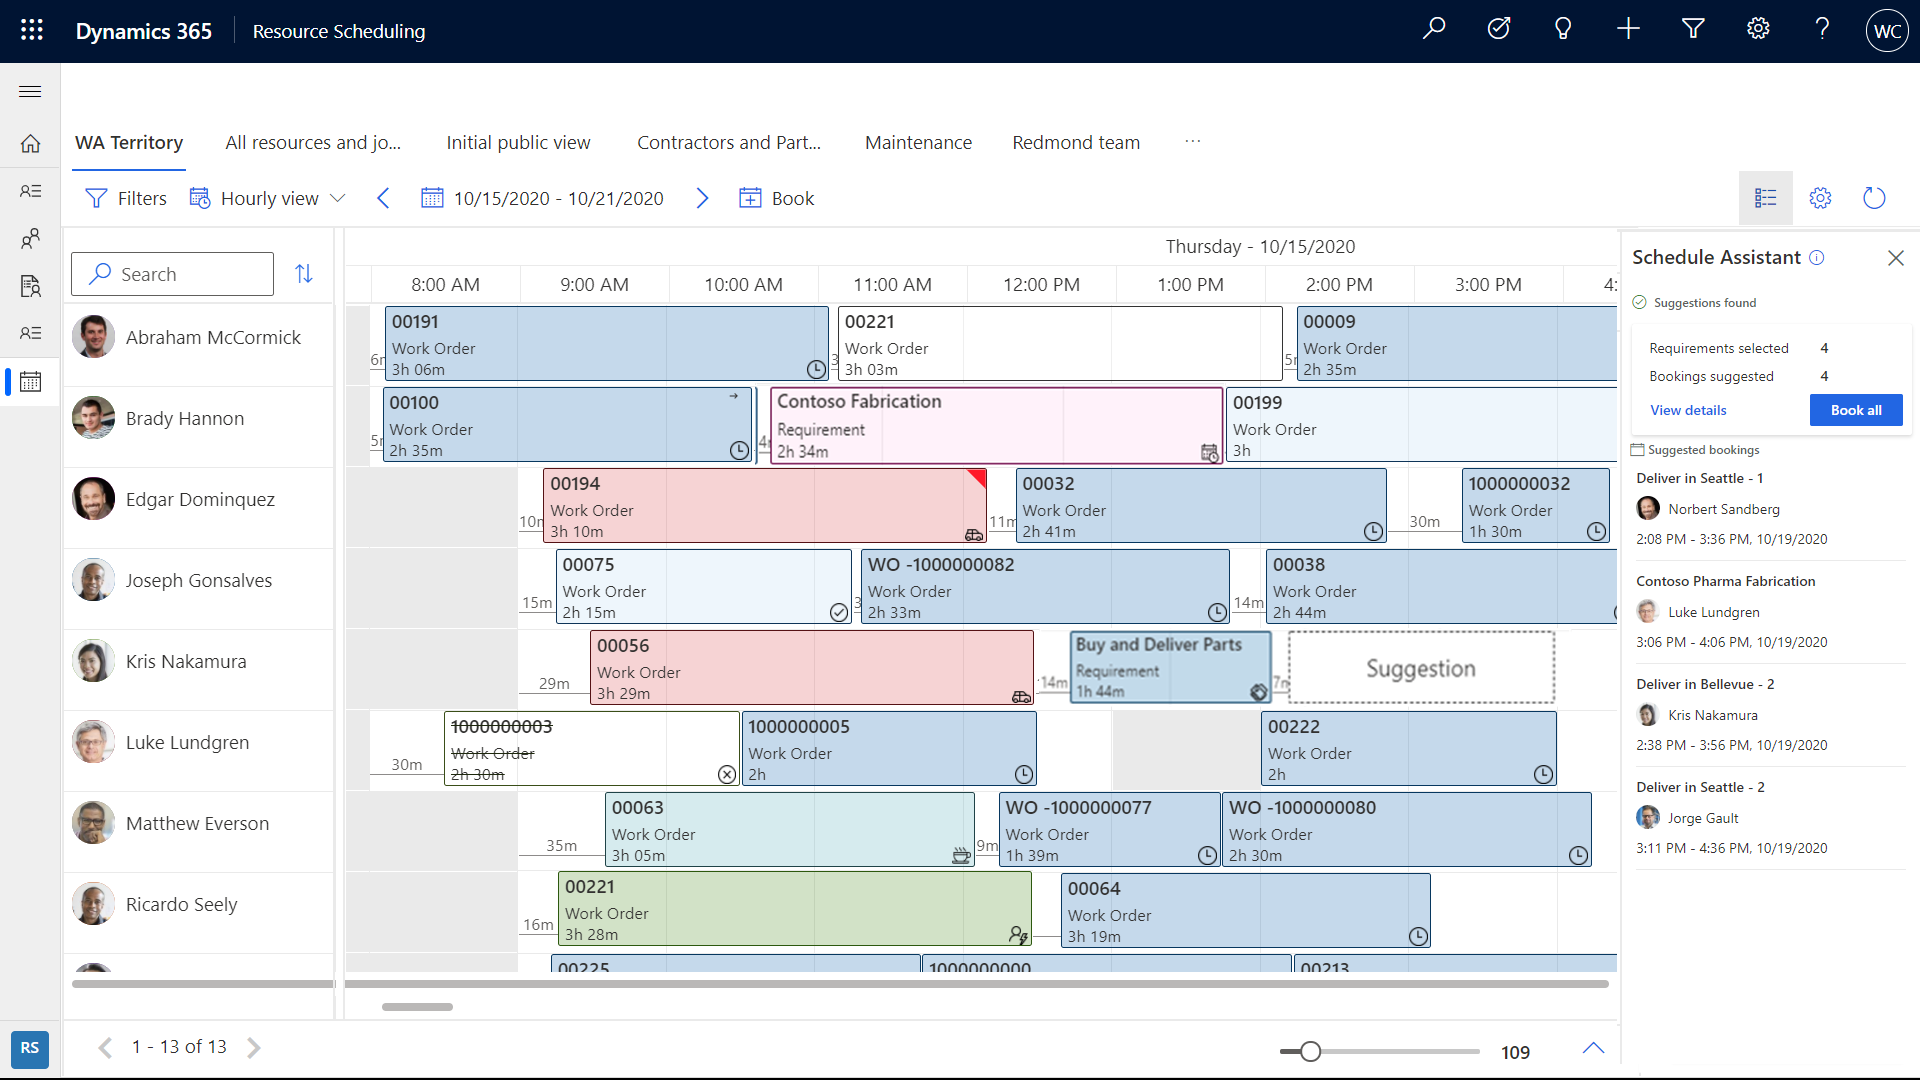 Dynamics 365
Resource Scheduling
WC
WA Territory
All resources and jo...
Initial public view
Contractors and Part...
Maintenance
Redmond team
...
Filters
Hourly view
10/15/2020 - 10/21/2020
Book
Search
Thursday - 10/15/2020
8:00 AM
9:00 AM
10:00 AM
11:00 AM
12:00 PM
1:00 PM
2:00 PM
3:00 PM
4:
Abraham McCormick
00191
Work Order
3h 06m
00221
Work Order
3h 03m
00009
Work Order
2h 35m
Brady Hannon
00100
Work Order
2h 35m
Contoso Fabrication
Requirement
2h 34m
00199
Work Order
3h
Edgar Dominquez
10m
00194
Work Order
3h 10m
11m
00032
Work Order
2h 41m
30m
1000000032
Work Order
1h 30m
Joseph Gonsalves
15m
00075
Work Order
2h 15m
WO -1000000082
Work Order
2h 33m
14m
00038
Work Order
2h 44m
Kris Nakamura
29m
00056
Work Order
3h 29m
14m
Buy and Deliver Parts
Requirement
1h 44m
7m
Suggestion
Luke Lundgren
30m
1000000003
Work Order
2h 30m
1000000005
Work Order
2h
00222
Work Order
2h
Matthew Everson
35m
00063
Work Order
3h 05m
9m
WO -1000000077
Work Order
1h 39m
WO -1000000080
Work Order
2h 30m
Ricardo Seely
16m
00221
Work Order
3h 28m
00064
Work Order
3h 19m
00225
1000000000
00213
RS
1 - 13 of 13
109
Schedule Assistant
Suggestions found
Requirements selected 4
Bookings suggested 4
View details
Book all
Suggested bookings
Deliver in Seattle - 1
Norbert Sandberg
2:08 PM - 3:36 PM, 10/19/2020
Contoso Pharma Fabrication
Luke Lundgren
3:06 PM - 4:06 PM, 10/19/2020
Deliver in Bellevue - 2
Kris Nakamura
2:38 PM - 3:56 PM, 10/19/2020
Deliver in Seattle - 2
Jorge Gault
3:11 PM - 4:36 PM, 10/19/2020